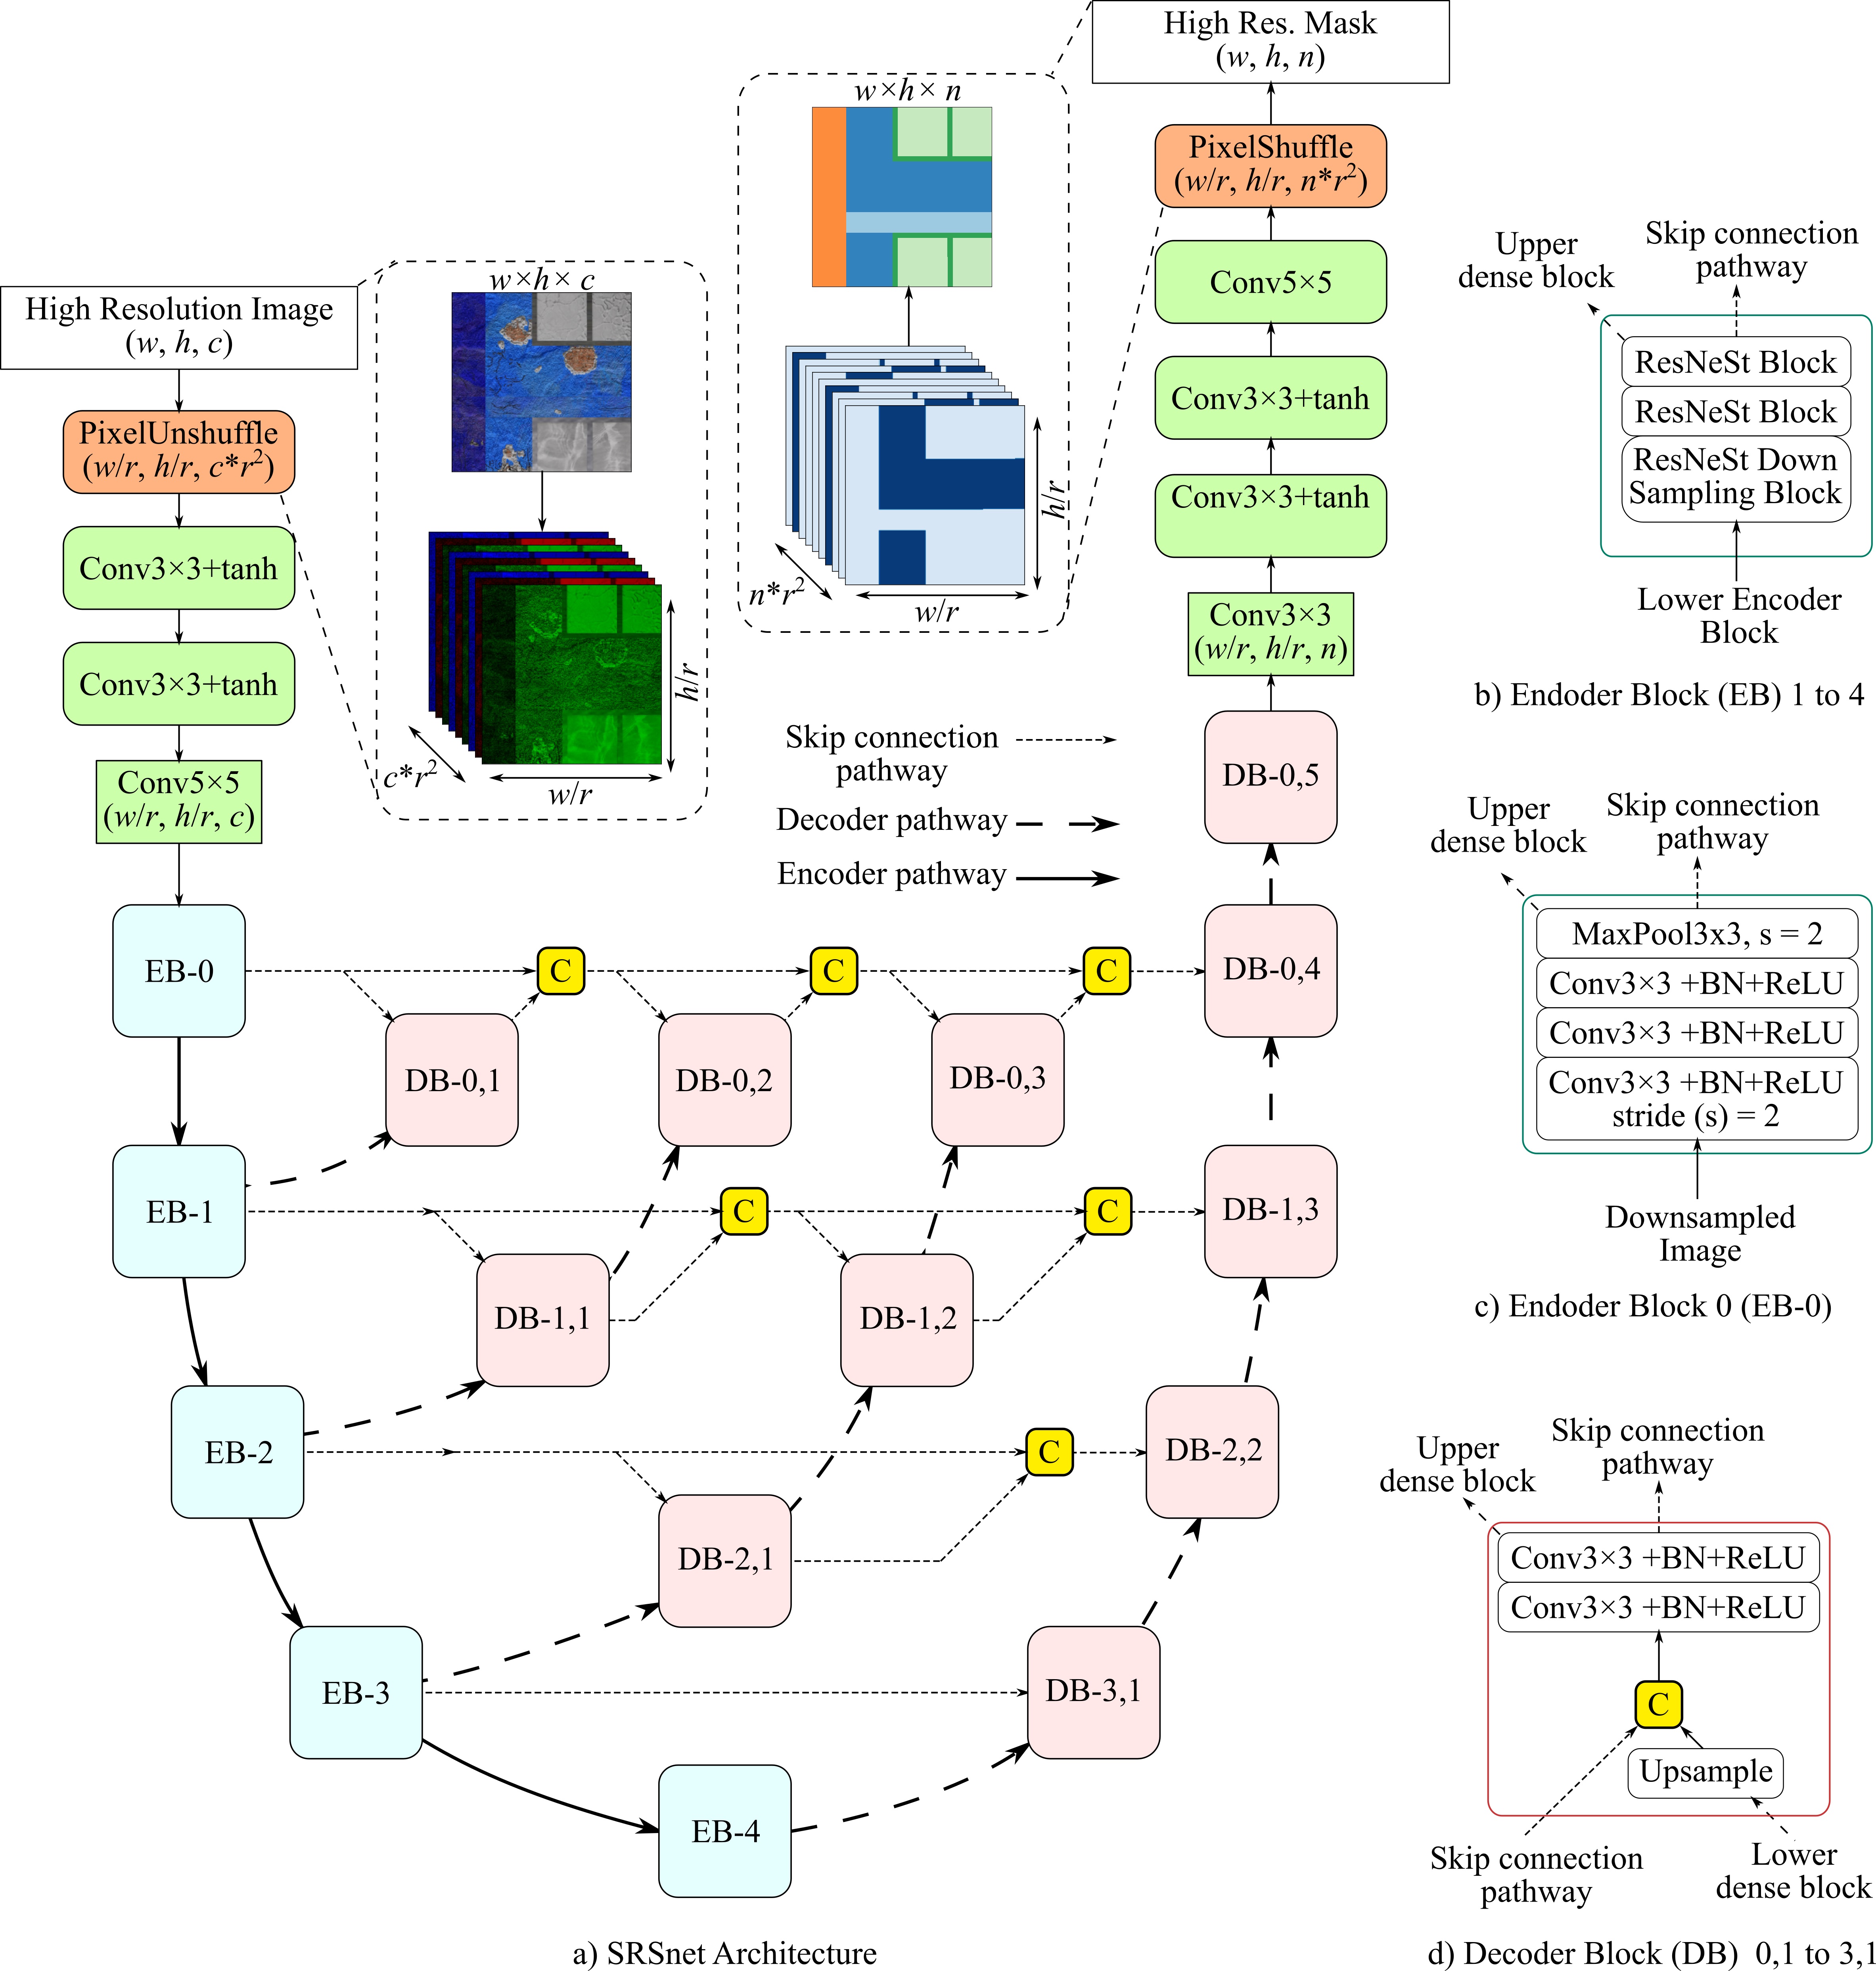 High Res. Mask
(w, h, n)
PixelShuffle
(w/r, h/r, n*r²)
Conv5×5
Conv3×3+tanh
Conv3×3+tanh
Conv3×3
(w/r, h/r, n)
w×h× n
n*r²
w/r
h/r
High Resolution Image
(w, h, c)
PixelUnshuffle
(w/r, h/r, c*r²)
Conv3×3+tanh
Conv3×3+tanh
Conv5×5
(w/r, h/r, c)
w×h× c
c*r²
w/r
h/r
Skip connection
pathway
Decoder pathway
Encoder pathway
DB-0,5
EB-0
C
C
C
DB-0,4
DB-0,1
DB-0,2
DB-0,3
EB-1
C
C
DB-1,3
DB-1,1
DB-1,2
EB-2
C
DB-2,2
DB-2,1
EB-3
DB-3,1
EB-4
a) SRSnet Architecture
Upper
dense block
Skip connection
pathway
ResNeSt Block
ResNeSt Block
ResNeSt Down
Sampling Block
Lower Encoder
Block
b) Endoder Block (EB) 1 to 4
Upper
dense block
Skip connection
pathway
MaxPool3x3, s = 2
Conv3×3 +BN+ReLU
Conv3×3 +BN+ReLU
Conv3×3 +BN+ReLU
stride (s) = 2
Downsampled
Image
c) Endoder Block 0 (EB-0)
Upper
dense block
Skip connection
pathway
Conv3×3 +BN+ReLU
Conv3×3 +BN+ReLU
C
Upsample
Skip connection
pathway
Lower
dense block
d) Decoder Block (DB) 0,1 to 3,1